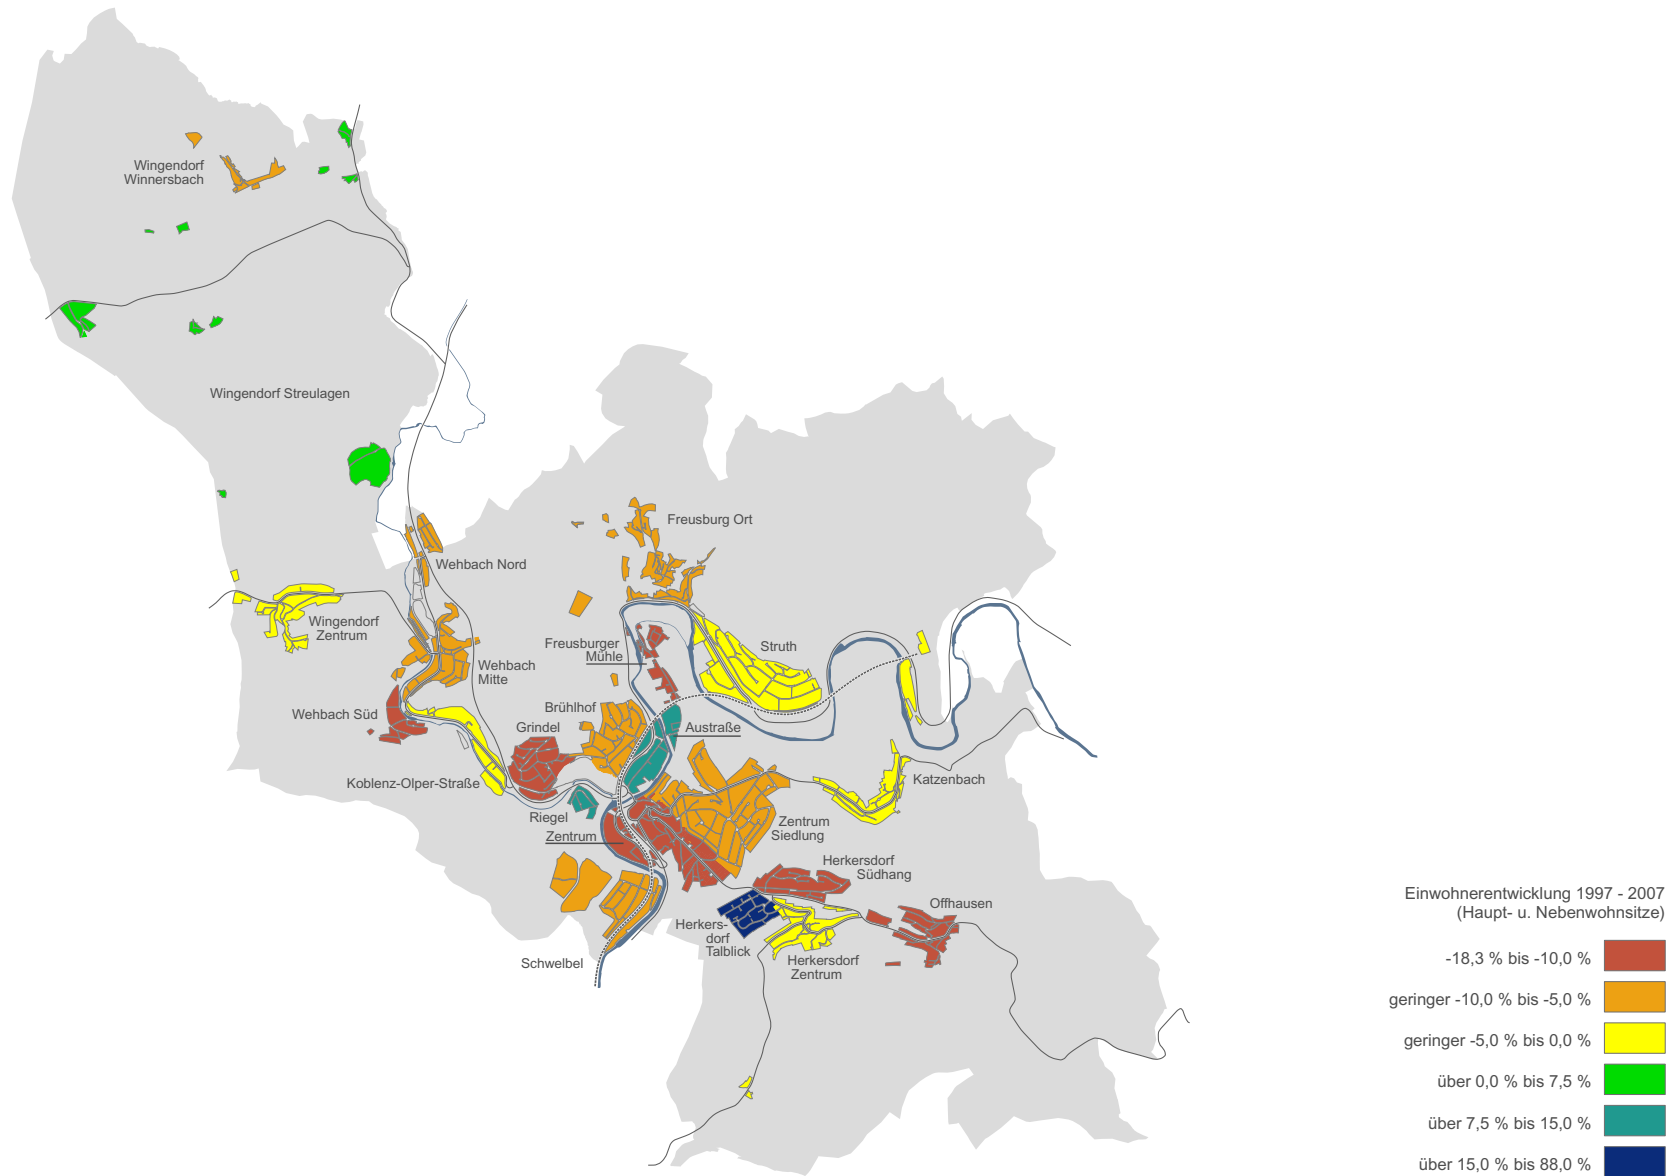 Wingendorf
Winnersbach
Wingendorf Streulagen
Freusburg Ort
Wehbach Nord
Wingendorf
Zentrum
Freusburger
Mühle
Struth
Wehbach
Mitte
Wehbach Süd
Brühlhof
Grindel
Austraße
Koblenz-Olper-Straße
Katzenbach
Riegel
Zentrum
Zentrum
Siedlung
Herkersdorf
Südhang
Offhausen
Herkers-
dorf
Talblick
Schwelbel
Herkersdorf
Zentrum
Einwohnerentwicklung 1997 - 2007
(Haupt- u. Nebenwohnsitze)
-18,3 % bis -10,0 %
geringer -10,0 % bis -5,0 %
geringer -5,0 % bis 0,0 %
über 0,0 % bis 7,5 %
über 7,5 % bis 15,0 %
über 15,0 % bis 88,0 %